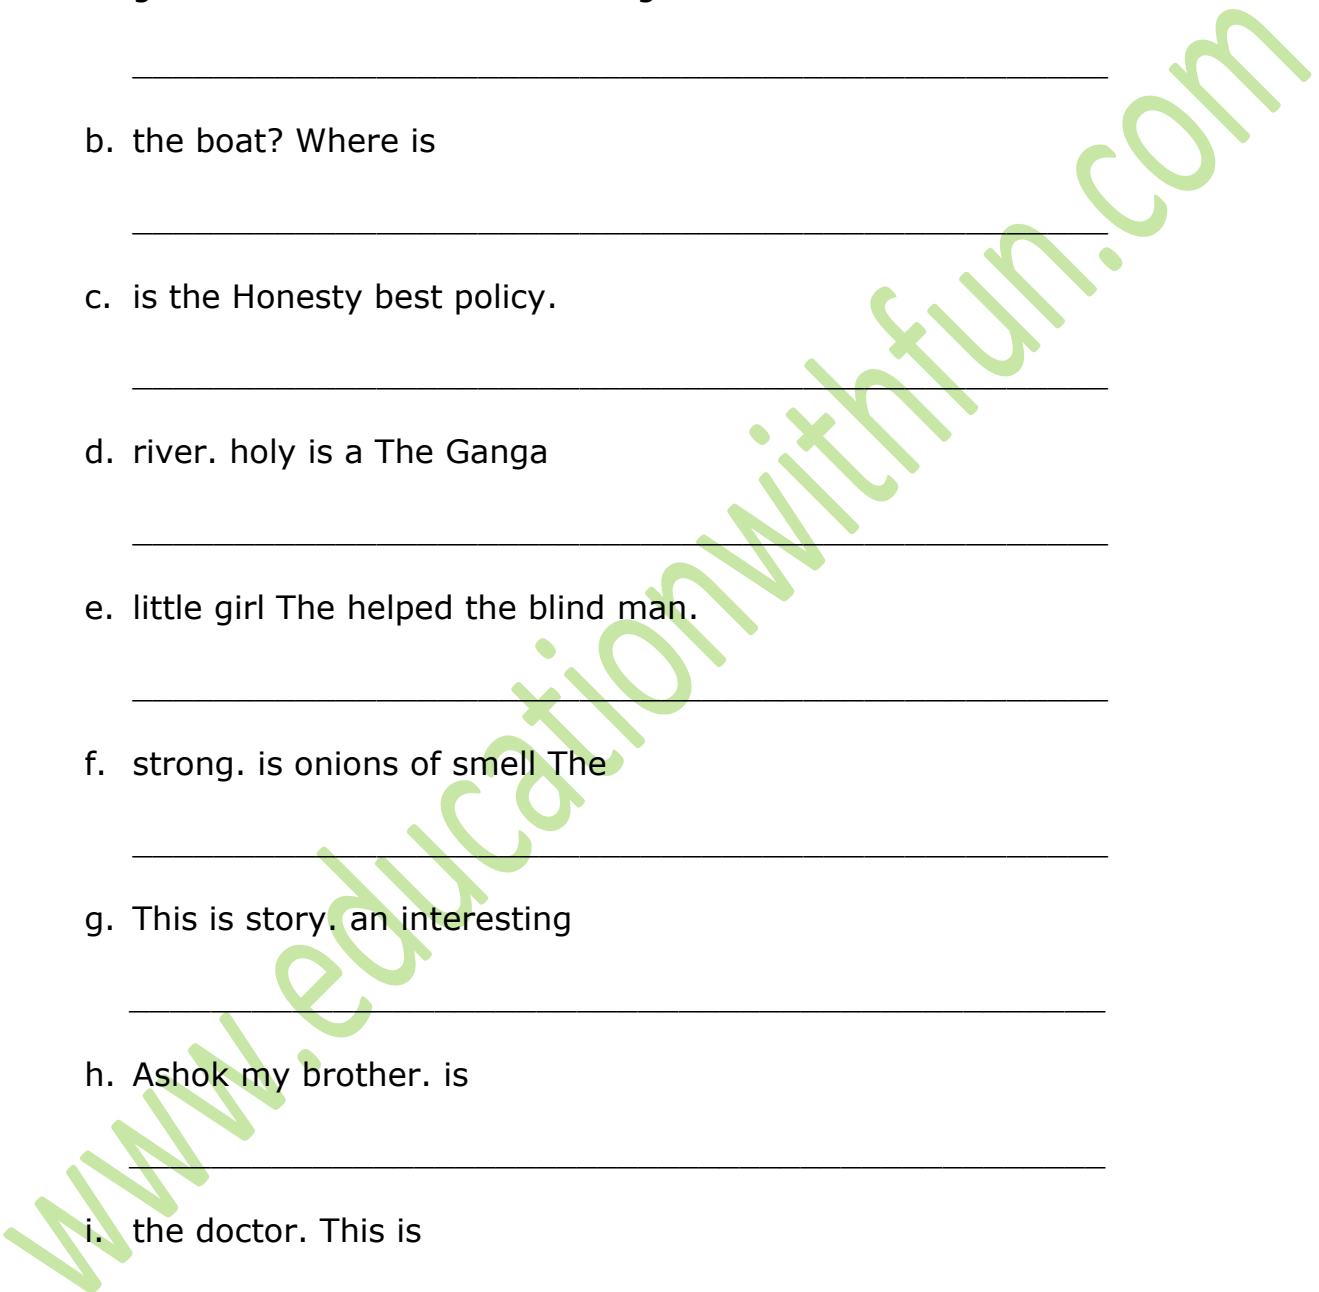 b. the boat? Where is
c. is the Honesty best policy.
d. river. holy is a The Ganga
e. little girl The helped the blind man.
f. strong. is onions of smell The
g. This is story. an interesting
h. Ashok my brother. is
i. the doctor. This is
www.educationwithfun.com